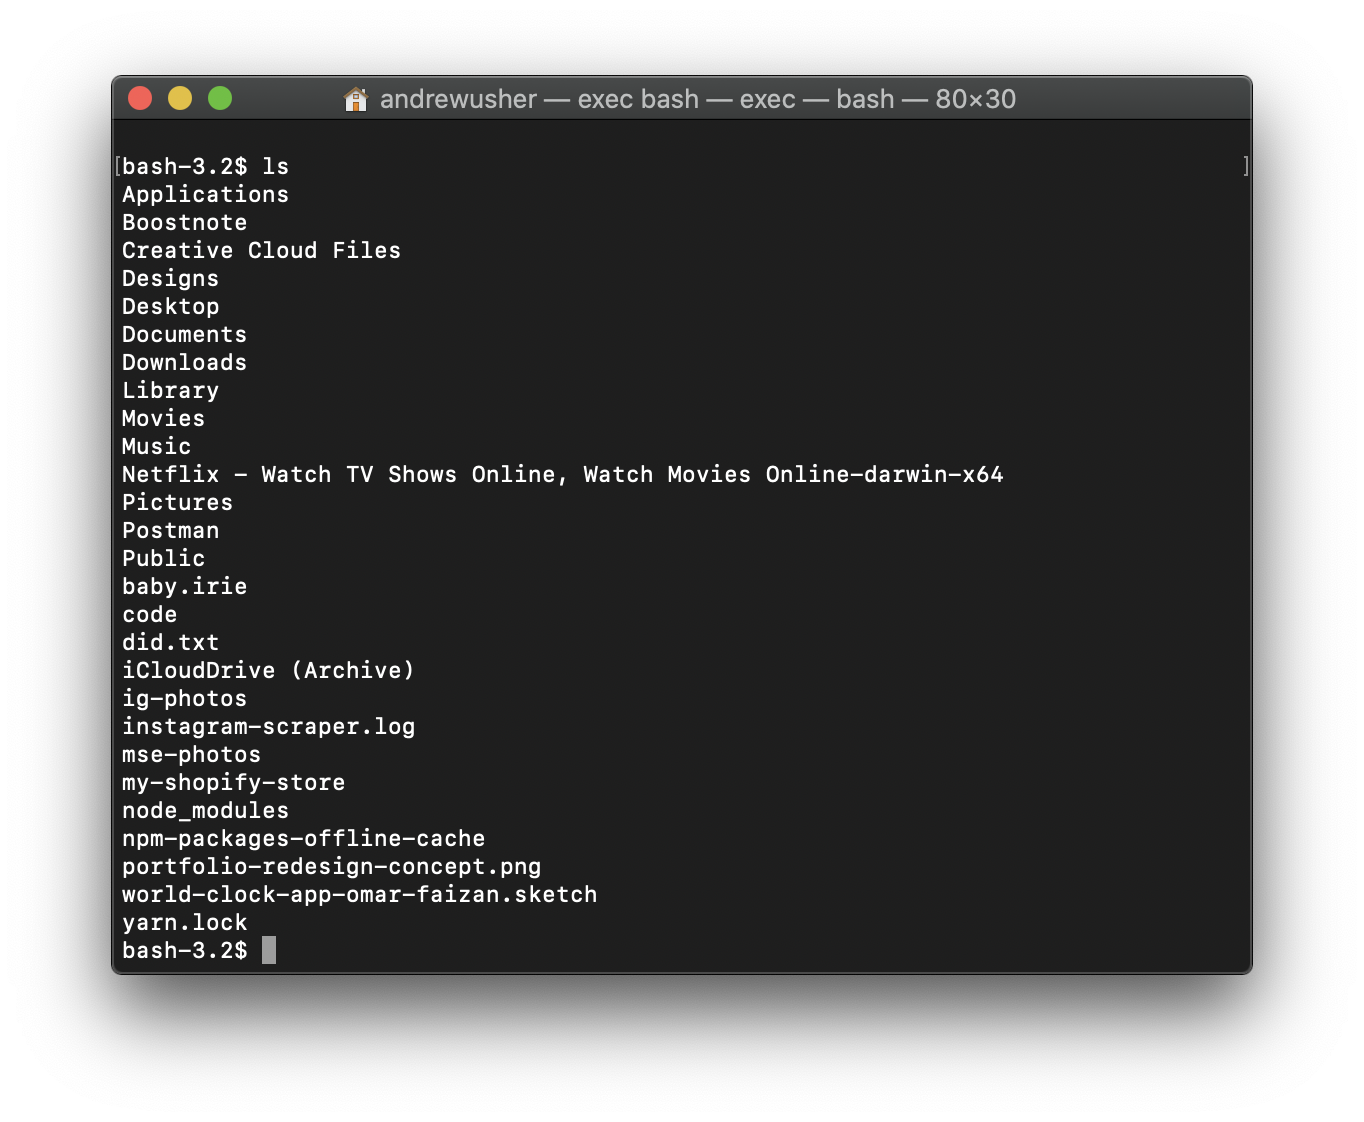 andrewusher — exec bash — exec — bash — 80×30
[bash-3.2$ ls ]
Applications
Boostnote
Creative Cloud Files
Designs
Desktop
Documents
Downloads
Library
Movies
Music
Netflix - Watch TV Shows Online, Watch Movies Online-darwin-x64
Pictures
Postman
Public
baby.irie
code
did.txt
iCloudDrive (Archive)
ig-photos
instagram-scraper.log
mse-photos
my-shopify-store
node_modules
npm-packages-offline-cache
portfolio-redesign-concept.png
world-clock-app-omar-faizan.sketch
yarn.lock
bash-3.2$